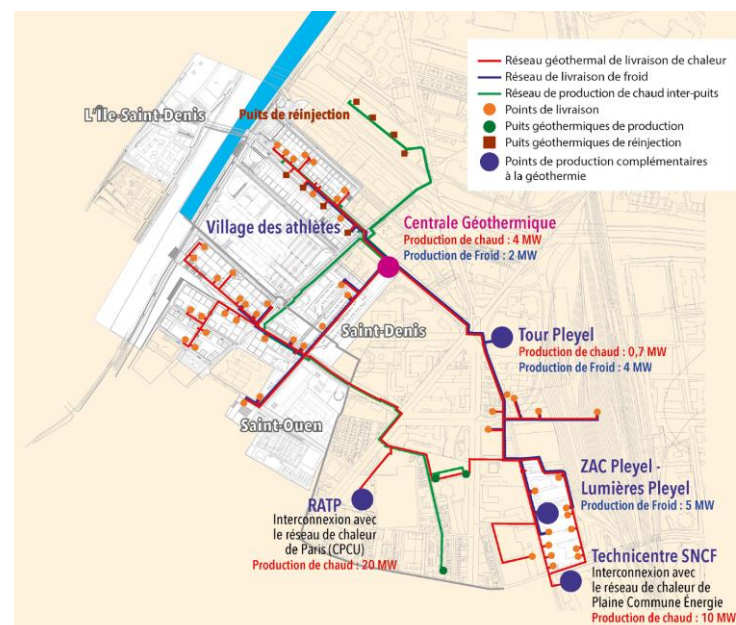 Réseau géothermal de livraison de chaleur
Réseau de livraison de froid
Réseau de production de chaud inter-puits
Points de livraison
Puits géothermiques de production
Puits géothermiques de réinjection
Points de production complémentaires
à la géothermie
L'Île-Saint-Denis
Puits de réinjection
Village des athlètes
Centrale Géothermique
Production de chaud : 4 MW
Production de Froid : 2 MW
Saint-Denis
Tour Pleyel
Production de chaud : 0,7 MW
Production de Froid : 4 MW
Saint-Ouen
ZAC Pleyel -
Lumières Pleyel
Production de Froid : 5 MW
RATP
Interconnexion avec
le réseau de chaleur
de Paris (CPCU)
Production de chaud : 20 MW
Technicentre SNCF
Interconnexion avec
le réseau de chaleur de
Plaine Commune Énergie
Production de chaud : 10 MW